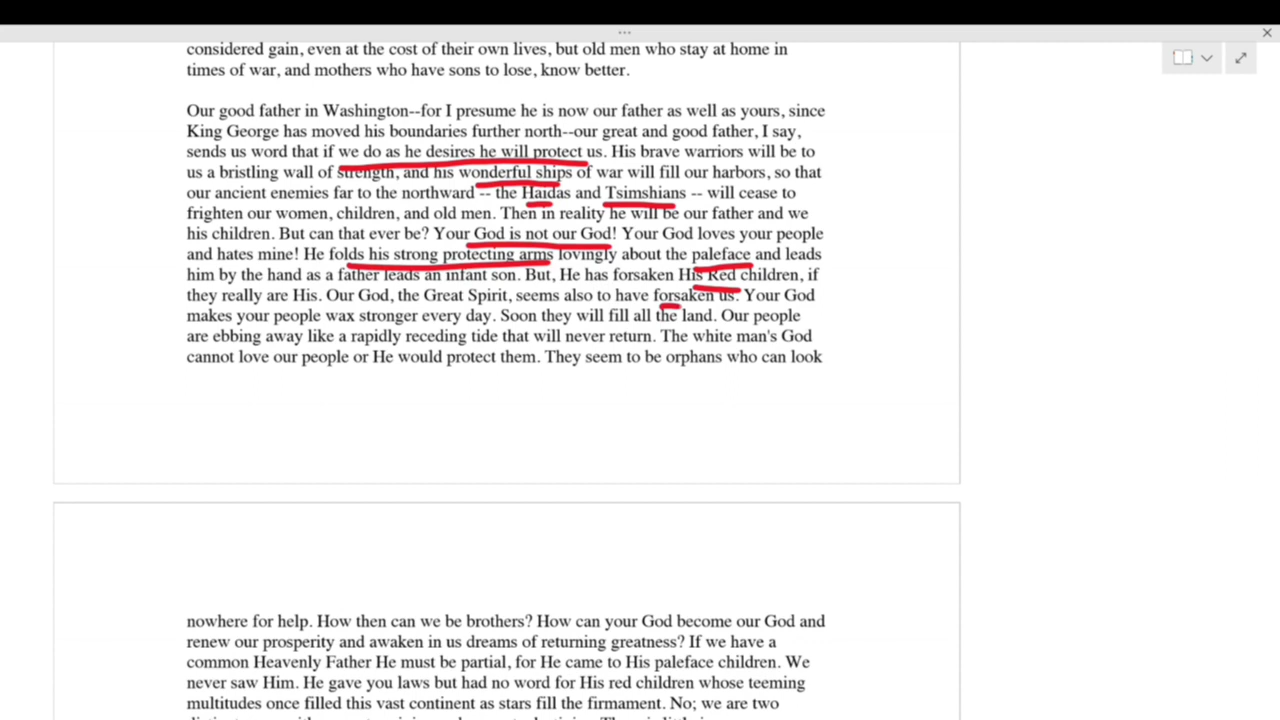 considered gain, even at the cost of their own lives, but old men who stay at home in
times of war, and mothers who have sons to lose, know better.
Our good father in Washington--for I presume he is now our father as well as yours, since
King George has moved his boundaries further north--our great and good father, I say,
sends us word that if we do as he desires he will protect us. His brave warriors will be to
us a bristling wall of strength, and his wonderful ships of war will fill our harbors, so that
our ancient enemies far to the northward -- the Haidas and Tsimshians -- will cease to
frighten our women, children, and old men. Then in reality he will be our father and we
his children. But can that ever be? Your God is not our God! Your God loves your people
and hates mine! He folds his strong protecting arms lovingly about the paleface and leads
him by the hand as a father leads an infant son. But, He has forsaken His Red children, if
they really are His. Our God, the Great Spirit, seems also to have forsaken us. Your God
makes your people wax stronger every day. Soon they will fill all the land. Our people
are ebbing away like a rapidly receding tide that will never return. The white man's God
cannot love our people or He would protect them. They seem to be orphans who can look
nowhere for help. How then can we be brothers? How can your God become our God and
renew our prosperity and awaken in us dreams of returning greatness? If we have a
common Heavenly Father He must be partial, for He came to His paleface children. We
never saw Him. He gave you laws but had no word for His red children whose teeming
multitudes once filled this vast continent as stars fill the firmament. No; we are two